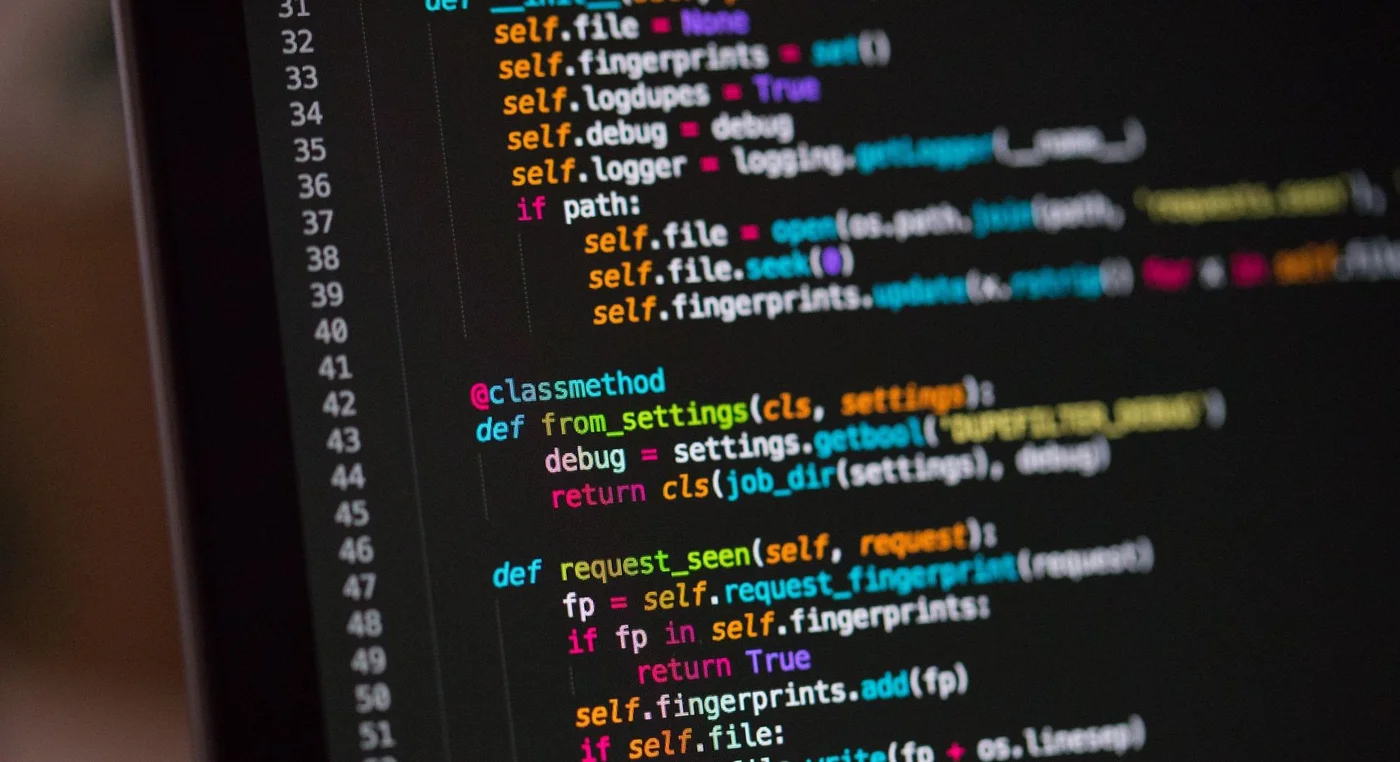 31 def __init__(
32 self.file = None
33 self.fingerprints = set()
34 self.logdupes = True
35 self.debug = debug
36 self.logger = logging.getLogger(__name__)
37 if path:
38 self.file = open(os.path.join(path, 'requests.seen'),
39 self.file.seek(0)
40 self.fingerprints.update(x.rstrip() for x in self.file
41
42 @classmethod
43 def from_settings(cls, settings):
44 debug = settings.getbool('DUPEFILTER_DEBUG')
45 return cls(job_dir(settings), debug)
46
47 def request_seen(self, request):
48 fp = self.request_fingerprint(request)
49 if fp in self.fingerprints:
50 return True
51 self.fingerprints.add(fp)
if self.file:
write(fp + os.linesep)